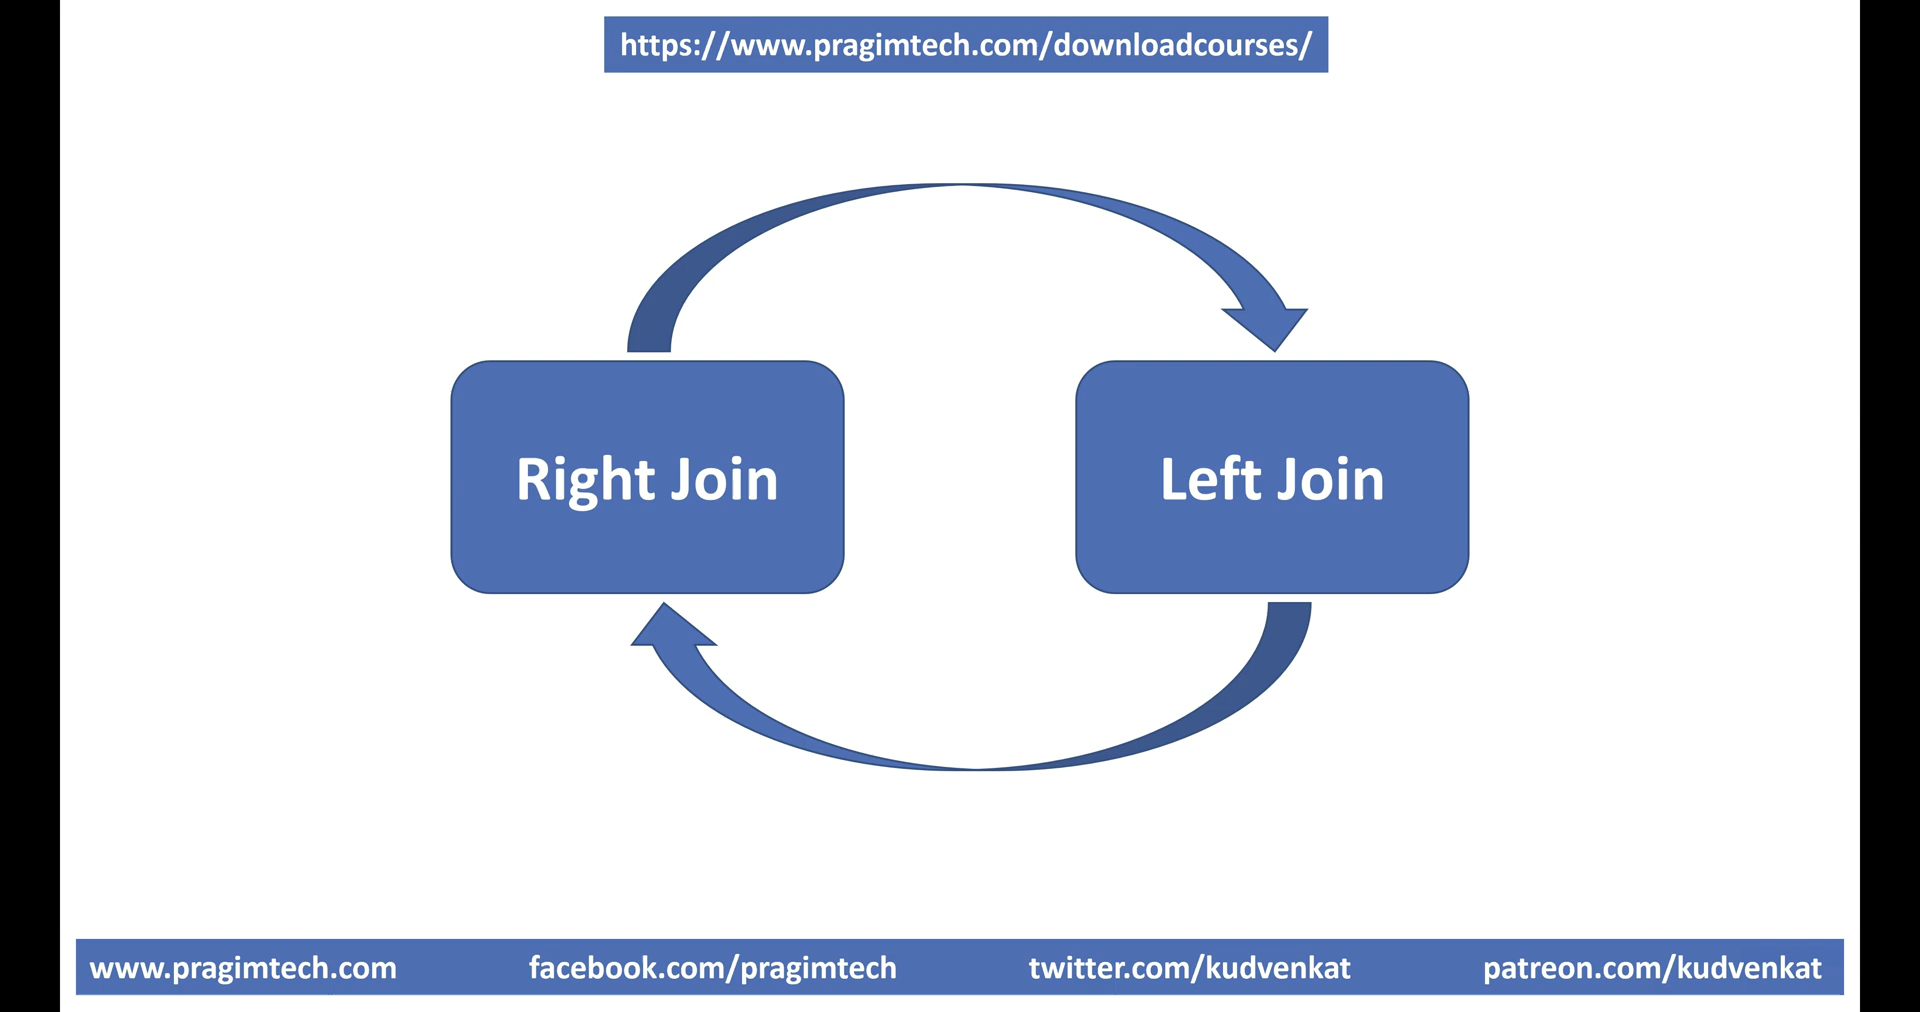 https://www.pragimtech.com/downloadcourses/
Right Join
Left Join
www.pragimtech.com
facebook.com/pragimtech
twitter.com/kudvenkat
patreon.com/kudvenkat